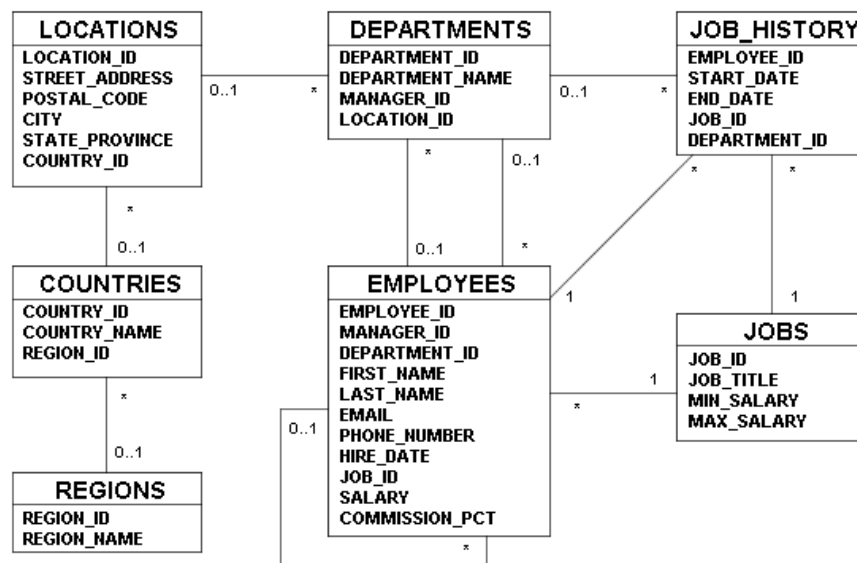 LOCATIONS
LOCATION_ID
STREET_ADDRESS
POSTAL_CODE
CITY
STATE_PROVINCE
COUNTRY_ID
0..1
*
DEPARTMENTS
DEPARTMENT_ID
DEPARTMENT_NAME
MANAGER_ID
LOCATION_ID
0..1
*
JOB_HISTORY
EMPLOYEE_ID
START_DATE
END_DATE
JOB_ID
DEPARTMENT_ID
*
0..1
*
0..1
0..1
*
*
1
*
1
COUNTRIES
COUNTRY_ID
COUNTRY_NAME
REGION_ID
*
0..1
EMPLOYEES
EMPLOYEE_ID
MANAGER_ID
DEPARTMENT_ID
FIRST_NAME
LAST_NAME
EMAIL
PHONE_NUMBER
HIRE_DATE
JOB_ID
SALARY
COMMISSION_PCT
0..1
*
1
*
JOBS
JOB_ID
JOB_TITLE
MIN_SALARY
MAX_SALARY
REGIONS
REGION_ID
REGION_NAME